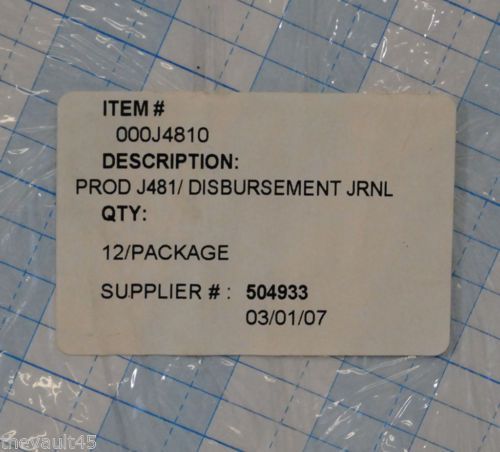 ITEM #
000J4810
DESCRIPTION:
PROD J481/ DISBURSEMENT JRNL
QTY:
12/PACKAGE
SUPPLIER # : 504933
03/01/07
thevault45